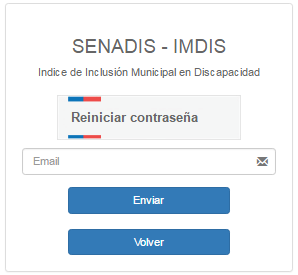 SENADIS - IMDIS
Indice de Inclusión Municipal en Discapacidad
Reiniciar contraseña
Email
Enviar
Volver